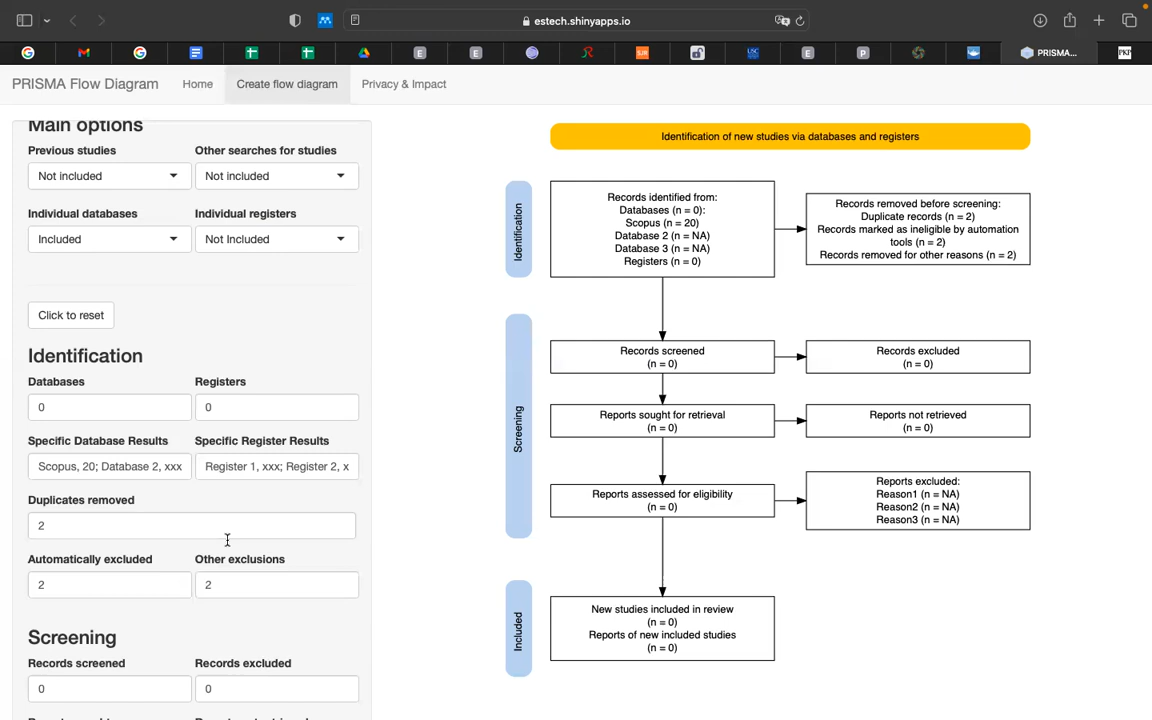 estech.shinyapps.io
E
E
R
SJR
USC
E
P
PRISMA...
PKP
PRISMA Flow Diagram
Home
Create flow diagram
Privacy & Impact
Main options
Previous studies
Other searches for studies
Not included
Not included
Individual databases
Individual registers
Included
Not Included
Click to reset
Identification
Databases
Registers
0
0
Specific Database Results
Specific Register Results
Scopus, 20; Database 2, xxx
Register 1, xxx; Register 2, x
Duplicates removed
2
Automatically excluded
Other exclusions
2
2
Screening
Records screened
Records excluded
0
0
Identification of new studies via databases and registers
Identification
Records identified from:
Databases (n = 0):
Scopus (n = 20)
Database 2 (n = NA)
Database 3 (n = NA)
Registers (n = 0)
Records removed before screening:
Duplicate records (n = 2)
Records marked as ineligible by automation
tools (n = 2)
Records removed for other reasons (n = 2)
Screening
Records screened
(n = 0)
Records excluded
(n = 0)
Reports sought for retrieval
(n = 0)
Reports not retrieved
(n = 0)
Reports assessed for eligibility
(n = 0)
Reports excluded:
Reason1 (n = NA)
Reason2 (n = NA)
Reason3 (n = NA)
Included
New studies included in review
(n = 0)
Reports of new included studies
(n = 0)